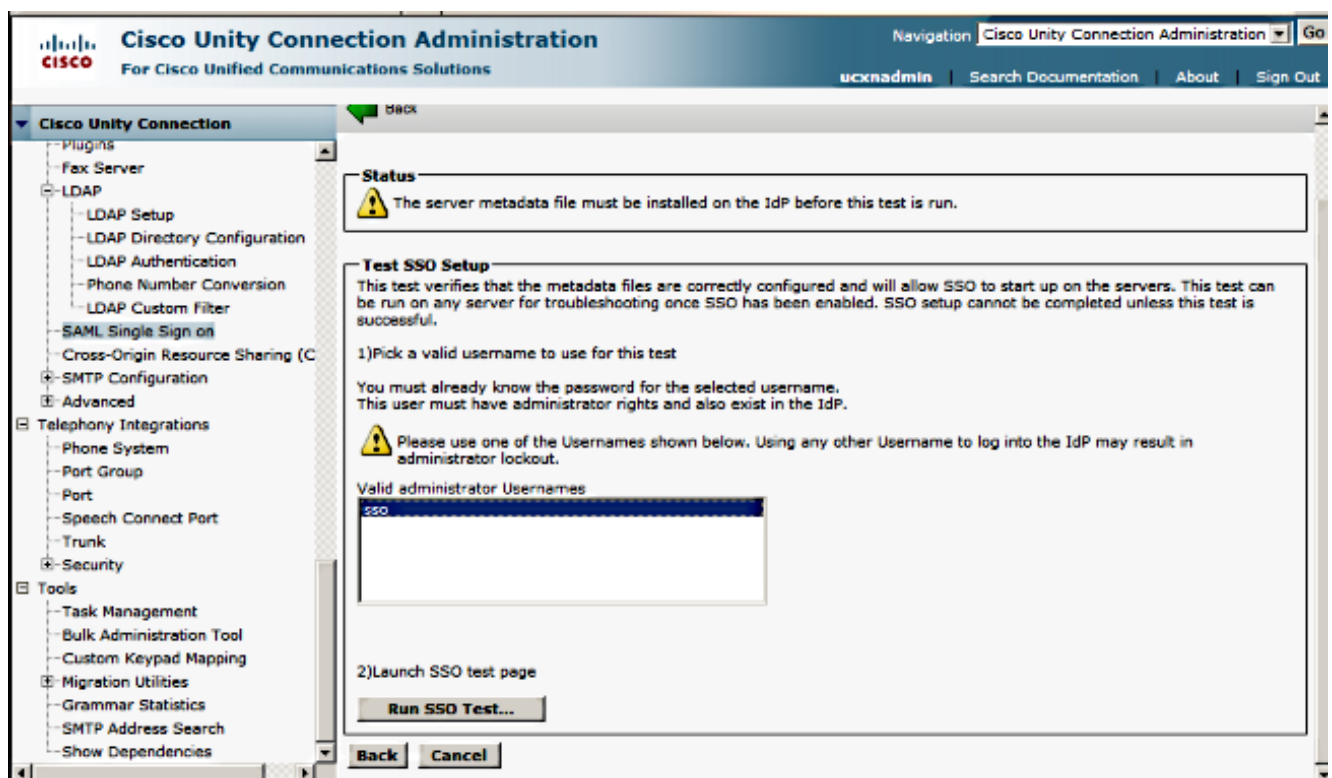 Cisco Unity Connection Administration
For Cisco Unified Communications Solutions
CISCO
Navigation Cisco Unity Connection Administration Go
ucxnadmin | Search Documentation | About | Sign Out
Cisco Unity Connection
Plugins
Fax Server
LDAP
LDAP Setup
LDAP Directory Configuration
LDAP Authentication
Phone Number Conversion
LDAP Custom Filter
SAML Single Sign on
Cross-Origin Resource Sharing (C
SMTP Configuration
Advanced
Telephony Integrations
Phone System
Port Group
Port
Speech Connect Port
Trunk
Security
Tools
Task Management
Bulk Administration Tool
Custom Keypad Mapping
Migration Utilities
Grammar Statistics
SMTP Address Search
Show Dependencies
Back
Status
The server metadata file must be installed on the IdP before this test is run.
Test SSO Setup
This test verifies that the metadata files are correctly configured and will allow SSO to start up on the servers. This test can
be run on any server for troubleshooting once SSO has been enabled. SSO setup cannot be completed unless this test is
successful.
1)Pick a valid username to use for this test
You must already know the password for the selected username.
This user must have administrator rights and also exist in the IdP.
Please use one of the Usernames shown below. Using any other Username to log into the IdP may result in
administrator lockout.
Valid administrator Usernames
sso
2)Launch SSO test page
Run SSO Test...
Back Cancel